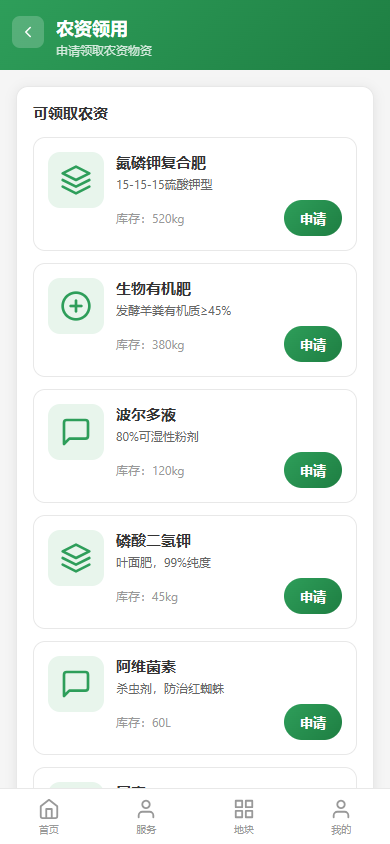 农资领用
申请领取农资物资
可领取农资
氮磷钾复合肥
15-15-15硫酸钾型
库存：520kg
申请
生物有机肥
发酵羊粪有机质≥45%
库存：380kg
申请
波尔多液
80%可湿性粉剂
库存：120kg
申请
磷酸二氢钾
叶面肥，99%纯度
库存：45kg
申请
阿维菌素
杀虫剂，防治红蜘蛛
库存：60L
申请
首页
服务
地块
我的